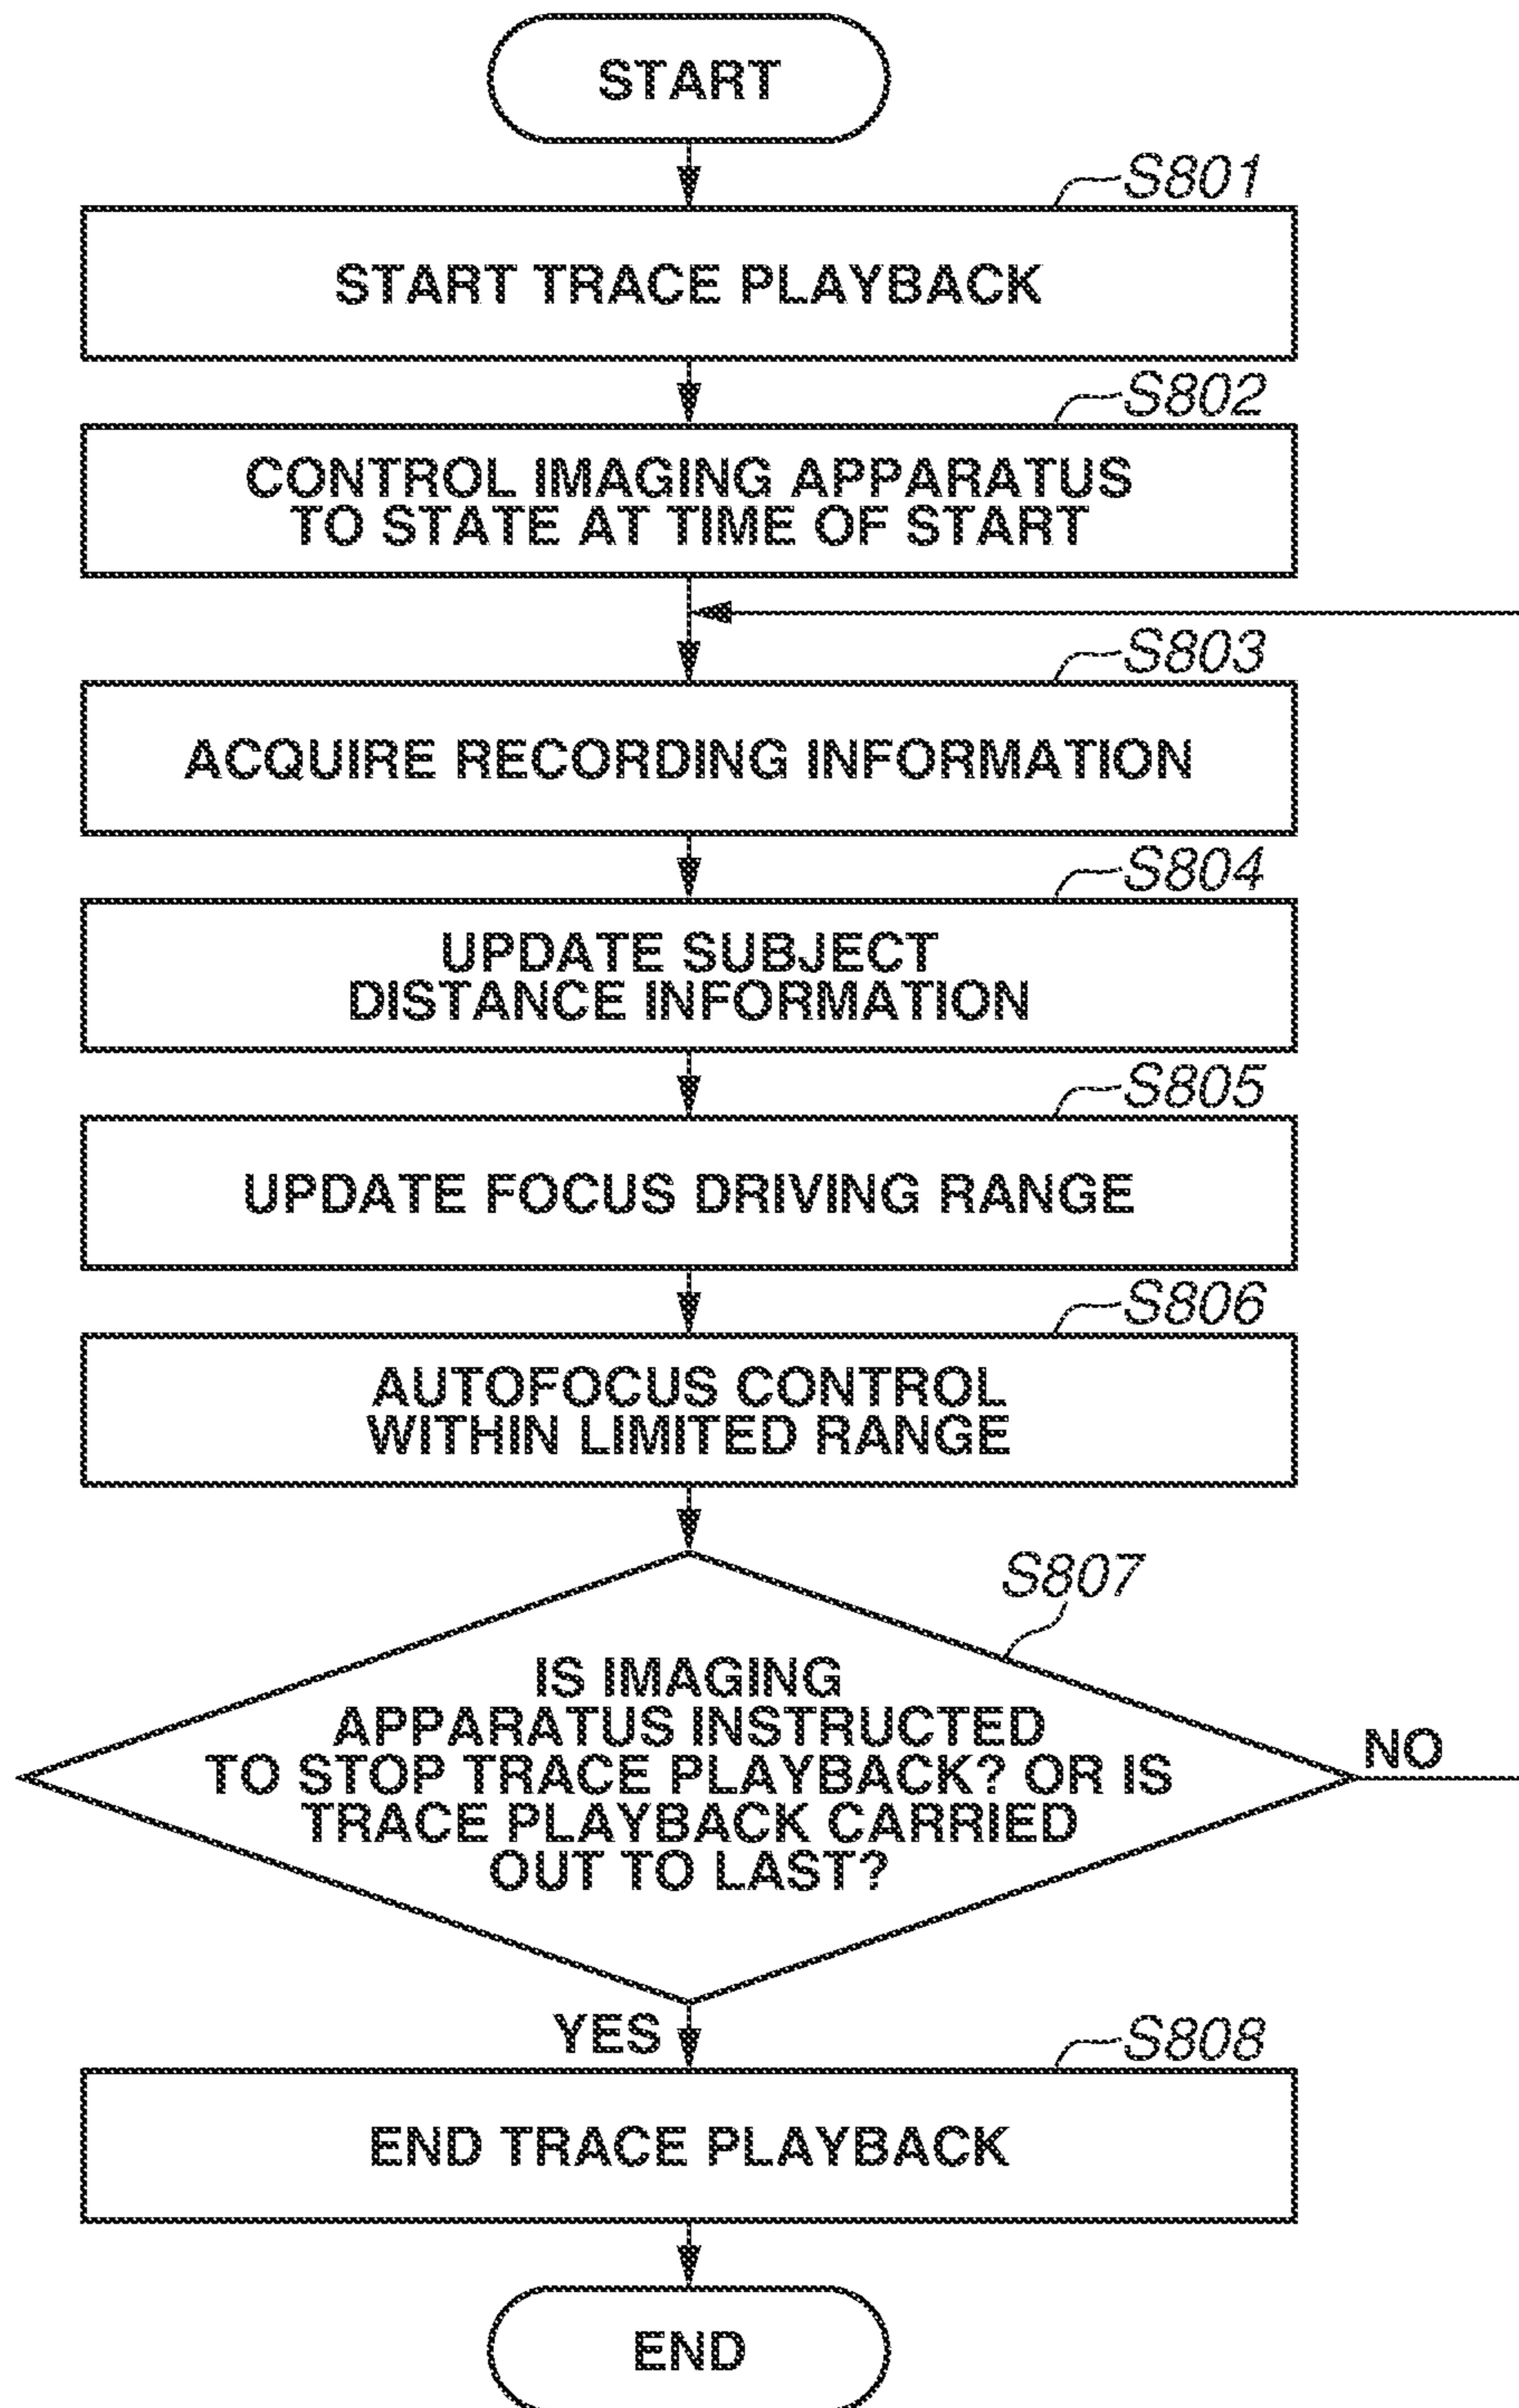 START
S801
START TRACE PLAYBACK
S802
CONTROL IMAGING APPARATUS
TO STATE AT TIME OF START
S803
ACQUIRE RECORDING INFORMATION
S804
UPDATE SUBJECT
DISTANCE INFORMATION
S805
UPDATE FOCUS DRIVING RANGE
S806
AUTOFOCUS CONTROL
WITHIN LIMITED RANGE
S807
IS IMAGING
APPARATUS INSTRUCTED
TO STOP TRACE PLAYBACK? OR IS
TRACE PLAYBACK CARRIED
OUT TO LAST?
NO
YES
S808
END TRACE PLAYBACK
END